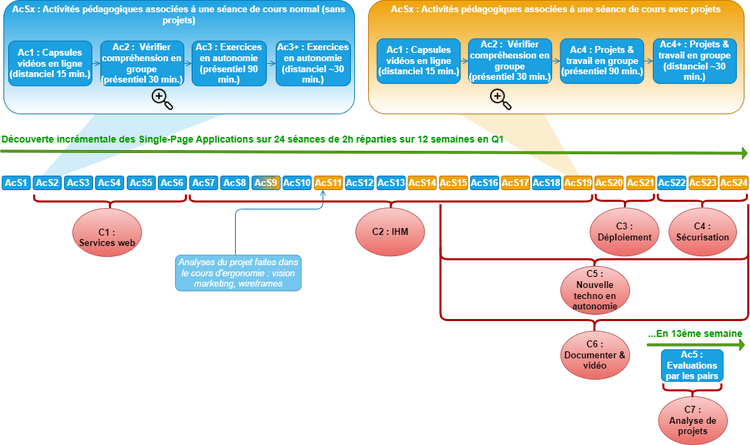 AcSx : Activités pédagogiques associées à une séance de cours normal (sans
projets)
Ac1 : Capsules
vidéos en ligne
(distanciel 15 min.)
Ac2 : Vérifier
compréhension en
groupe
(présentiel 30 min.)
Ac3 : Exercices
en autonomie
(présentiel 90
min.)
Ac3+ : Exercices
en autonomie
(distanciel ~30
min.)
AcSx : Activités pédagogiques associées à une séance de cours avec projets
Ac1 : Capsules
vidéos en ligne
(distanciel 15 min.)
Ac2 : Vérifier
compréhension en
groupe
(présentiel 30 min.)
Ac4 : Projets &
travail en groupe
(présentiel 90 min.)
Ac4+ : Projets &
travail en groupe
(distanciel ~30
min.)
Découverte incrémentale des Single-Page Applications sur 24 séances de 2h réparties sur 12 semaines en Q1
AcS1 AcS2 AcS3 AcS4 AcS5 AcS6 AcS7 AcS8 AcS9 AcS10 AcS11 AcS12 AcS13 AcS14 AcS15 AcS16 AcS17 AcS18 AcS19 AcS20 AcS21 AcS22 AcS23 AcS24
C1 :
Services web
Analyses du projet faites dans
le cours d'ergonomie : vision
marketing, wireframes
C2 : IHM
C3 :
Déploiement
C4 :
Sécurisation
C5 :
Nouvelle
techno en
autonomie
C6 :
Documenter &
vidéo
...En 13ème semaine
Ac5 :
Evaluations
par les pairs
C7 :
Analyse de
projets